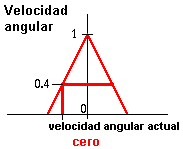 Velocidad
angular
1
0.4
0
velocidad angular actual
cero